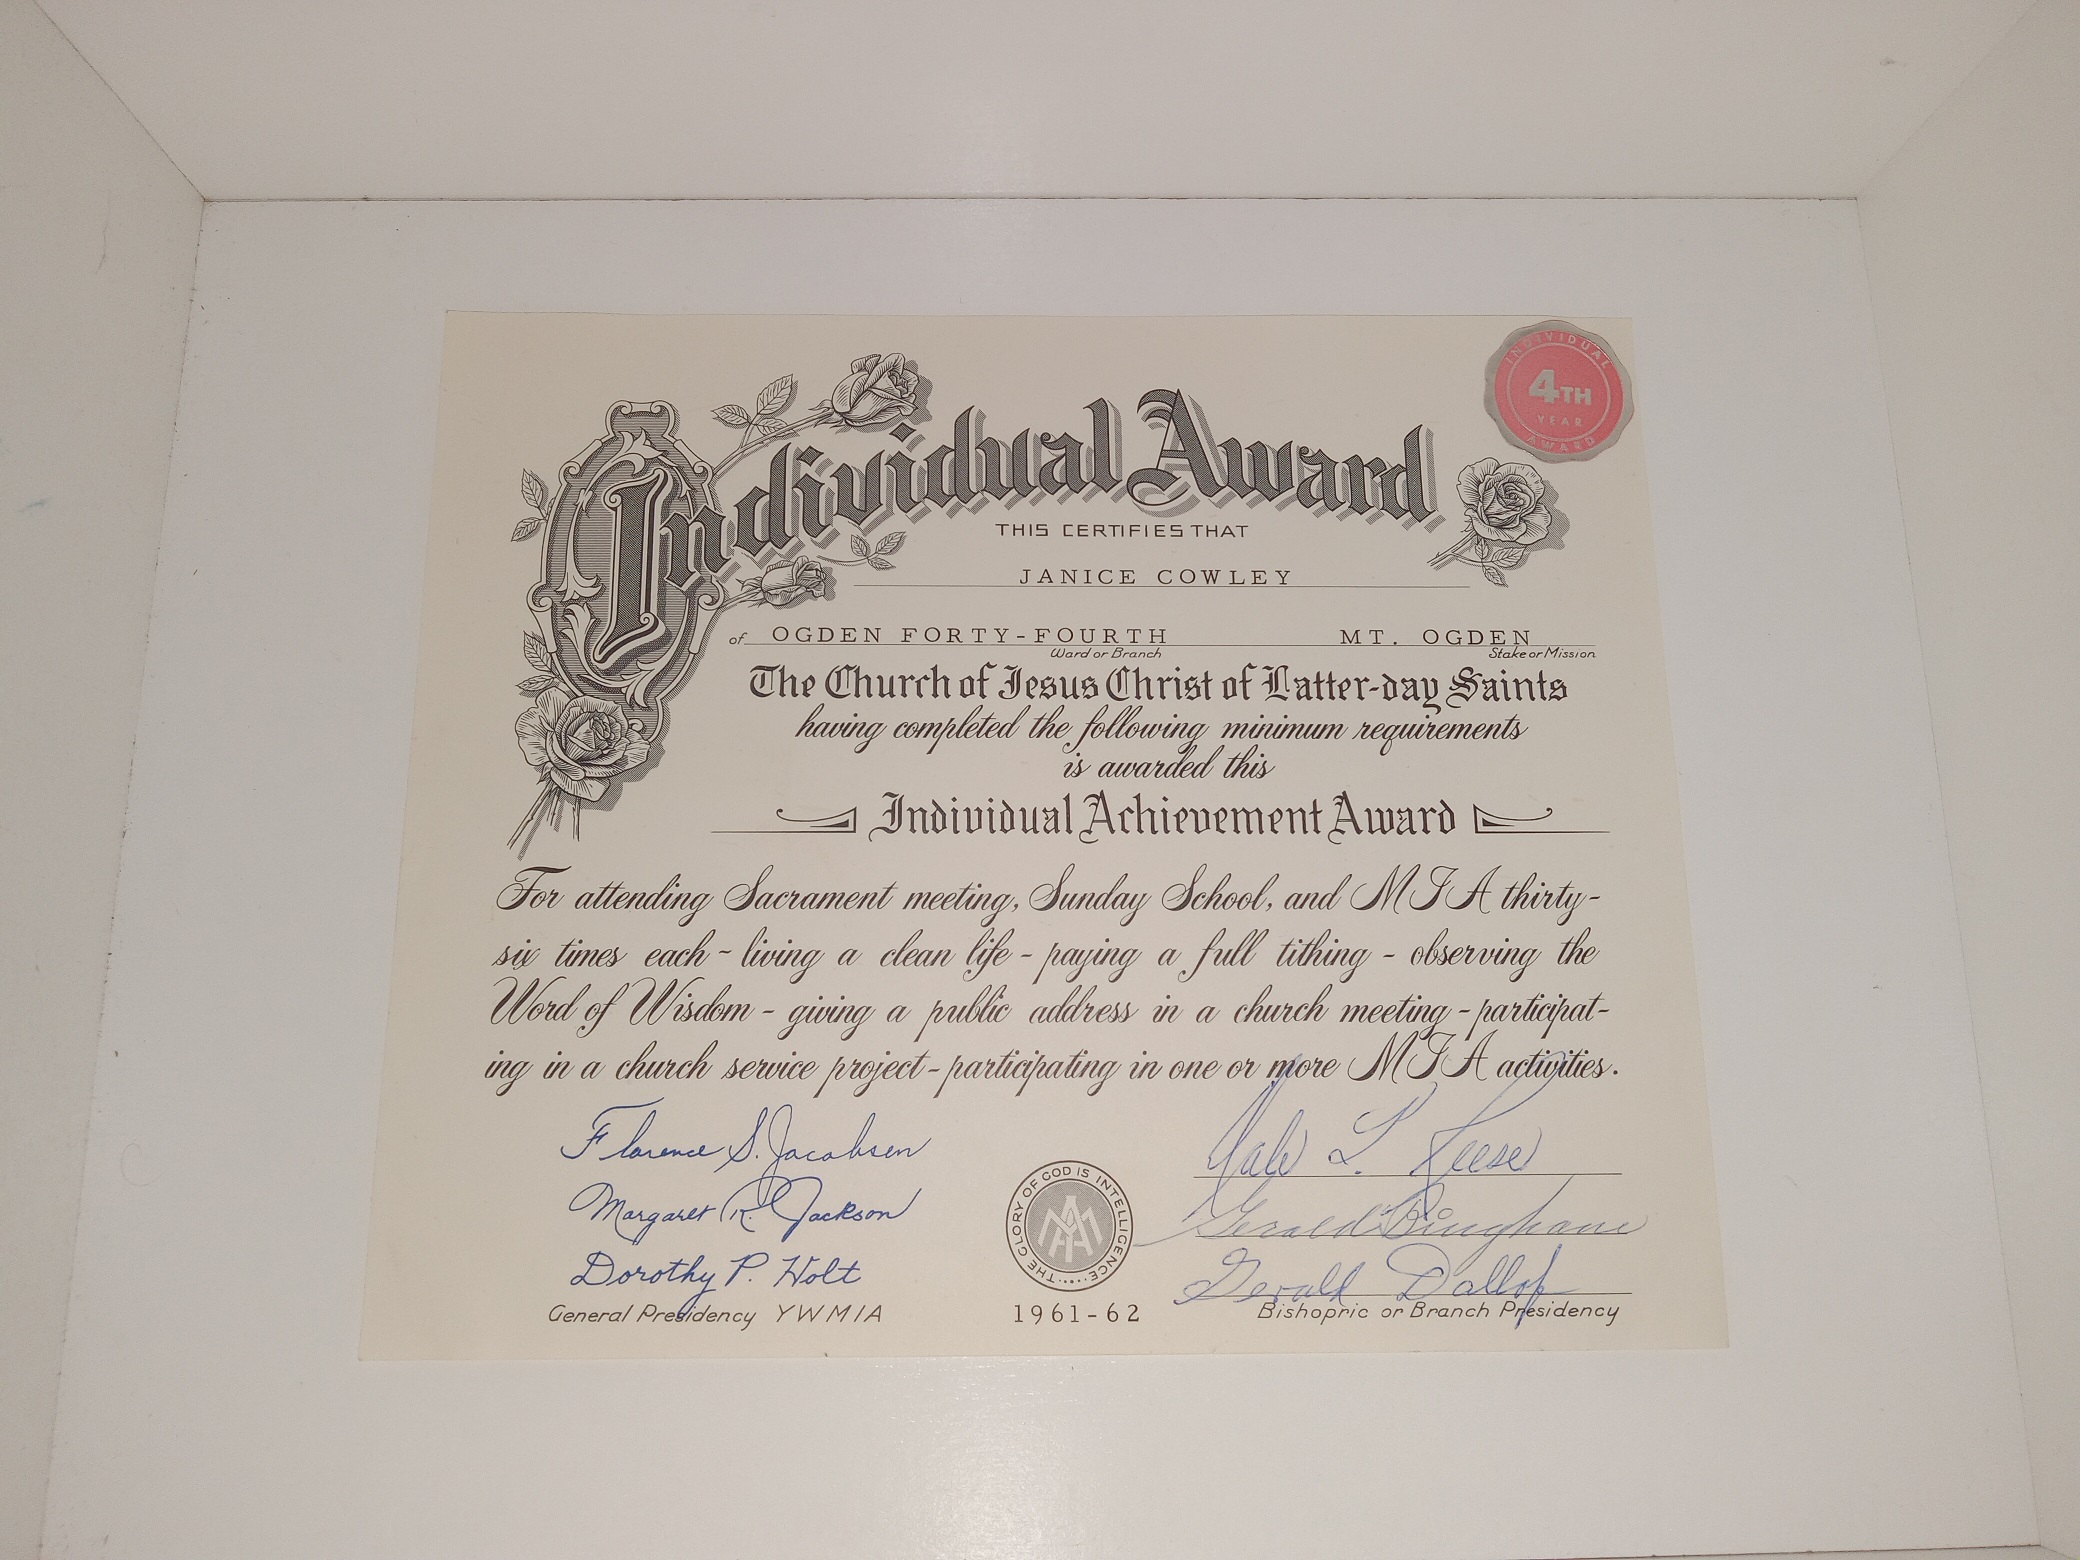 Individual Award
INDIVIDUAL
4TH
YEAR
AWARD
THIS CERTIFIES THAT
JANICE COWLEY
of OGDEN FORTY-FOURTH MT. OGDEN
Ward or Branch Stake or Mission
The Church of Jesus Christ of Latter-day Saints
having completed the following minimum requirements
is awarded this
Individual Achievement Award
For attending Sacrament meeting, Sunday School, and MIA thirty-
six times each - living a clean life - paying a full tithing - observing the
Word of Wisdom - giving a public address in a church meeting - participat-
ing in a church service project - participating in one or more MIA activities.
Florence S. Jacobsen
Margaret R. Jackson
Dorothy P. Holt
General Presidency YWMIA
THE GLORY OF GOD IS INTELLIGENCE
MIA
1961-62
L. Reese
Gerald Bingham
Gerald
Bishopric or Branch Presidency